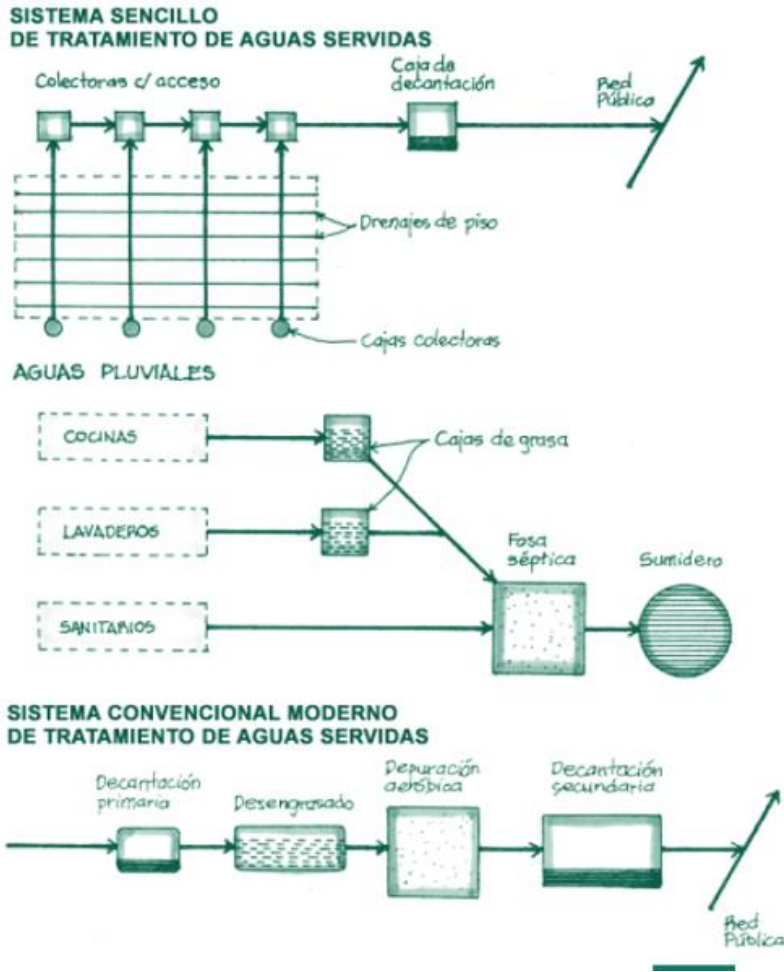 SISTEMA SENCILLO
DE TRATAMIENTO DE AGUAS SERVIDAS
Colectoras c/ acceso
Caja de
decantación
Red
Pública
Drenajes de piso
Cajas colectoras
AGUAS PLUVIALES
COCINAS
Cajas de grasa
LAVADEROS
Fosa
séptica
Sumidero
SANITARIOS
SISTEMA CONVENCIONAL MODERNO
DE TRATAMIENTO DE AGUAS SERVIDAS
Decantación
primaria
Desengrasado
Depuración
aeróbica
Decantación
secundaria
Red
Pública